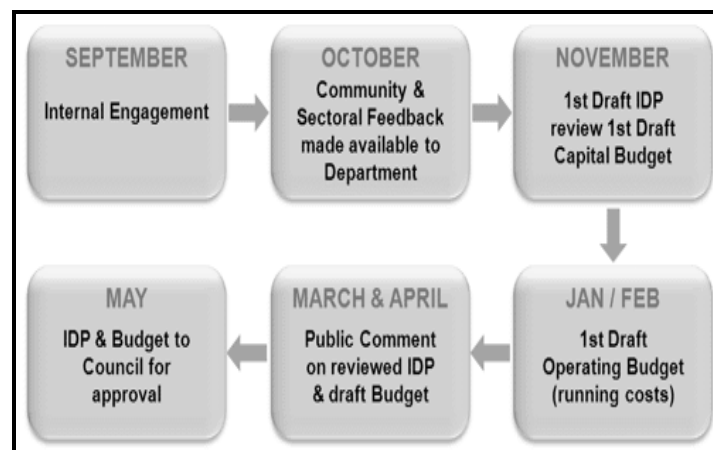 SEPTEMBER
Internal Engagement
OCTOBER
Community &
Sectoral Feedback
made available to
Department
NOVEMBER
1st Draft IDP
review 1st Draft
Capital Budget
JAN / FEB
1st Draft
Operating Budget
(running costs)
MARCH & APRIL
Public Comment
on reviewed IDP
& draft Budget
MAY
IDP & Budget to
Council for
approval